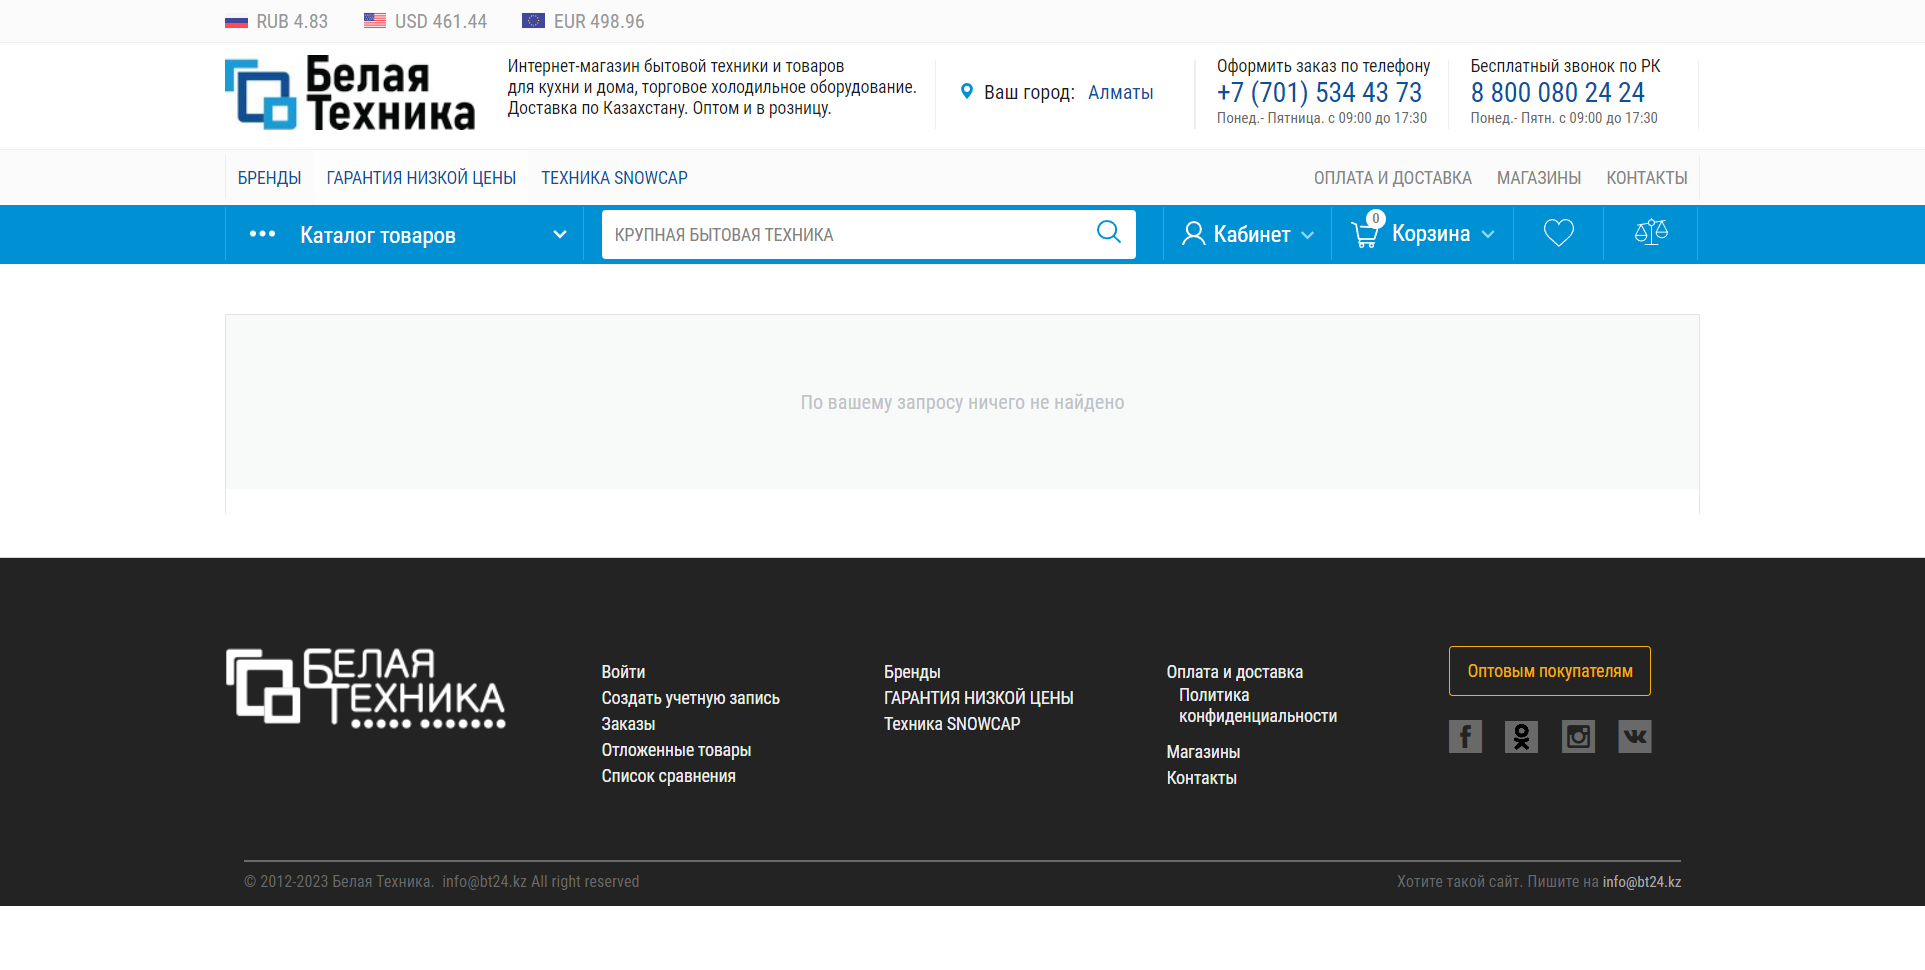 RUB 4.83 USD 461.44 EUR 498.96
Белая
Техника
Интернет-магазин бытовой техники и товаров
для кухни и дома, торговое холодильное оборудование.
Доставка по Казахстану. Оптом и в розницу.
Ваш город: Алматы
Оформить заказ по телефону
+7 (701) 534 43 73
Понед.- Пятница. с 09:00 до 17:30
Бесплатный звонок по РК
8 800 080 24 24
Понед.- Пятн. с 09:00 до 17:30
БРЕНДЫ ГАРАНТИЯ НИЗКОЙ ЦЕНЫ ТЕХНИКА SNOWCAP ОПЛАТА И ДОСТАВКА МАГАЗИНЫ КОНТАКТЫ
Каталог товаров КРУПНАЯ БЫТОВАЯ ТЕХНИКА Кабинет 0 Корзина
По вашему запросу ничего не найдено
БЕЛАЯ
ТЕХНИКА
Войти
Создать учетную запись
Заказы
Отложенные товары
Список сравнения
Бренды
ГАРАНТИЯ НИЗКОЙ ЦЕНЫ
Техника SNOWCAP
Оплата и доставка
Политика
конфиденциальности
Магазины
Контакты
Оптовым покупателям
© 2012-2023 Белая Техника. info@bt24.kz All right reserved
Хотите такой сайт. Пишите на info@bt24.kz